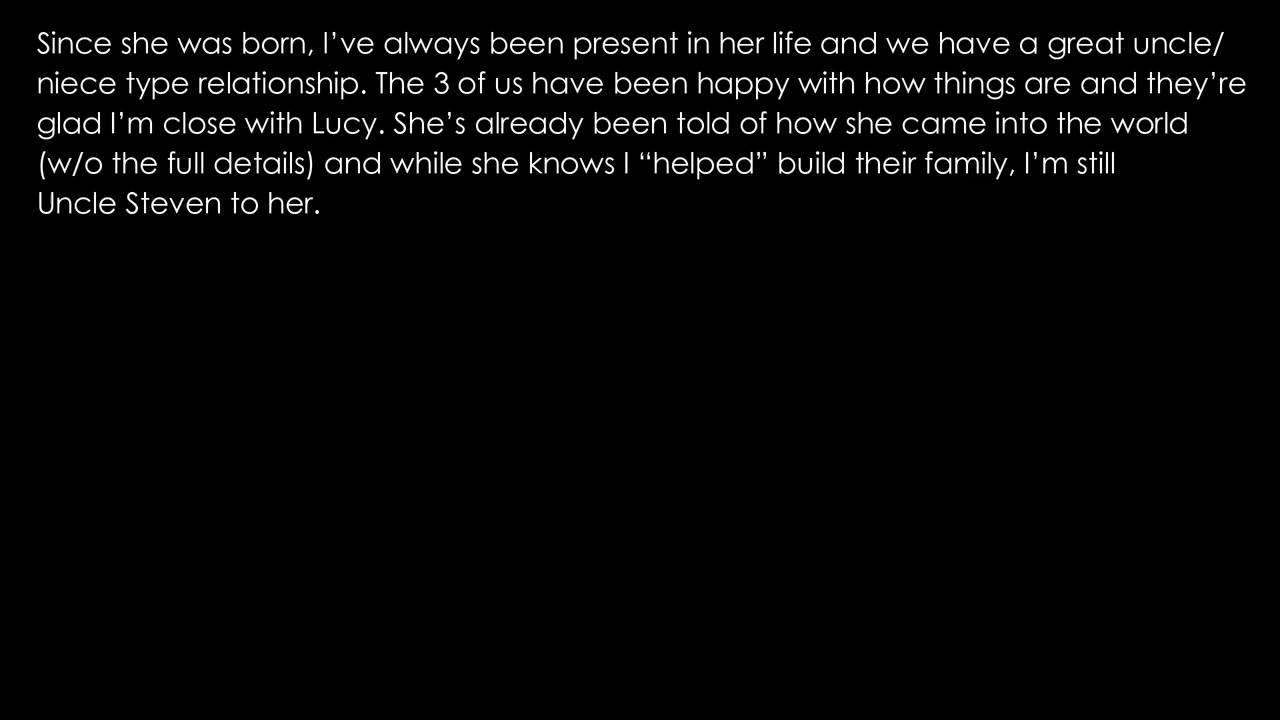 Since she was born, I’ve always been present in her life and we have a great uncle/
niece type relationship. The 3 of us have been happy with how things are and they’re
glad I’m close with Lucy. She’s already been told of how she came into the world
(w/o the full details) and while she knows I “helped” build their family, I’m still
Uncle Steven to her.